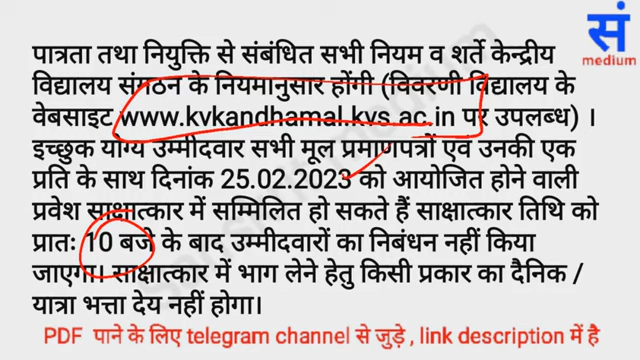 सं
medium
पात्रता तथा नियुक्ति से संबंधित सभी नियम व शर्ते केन्द्रीय
विद्यालय संगठन के नियमानुसार होंगी (विवरणी विद्यालय के
वेबसाइट www.kvkandhamal.kvs.ac.in पर उपलब्ध) ।
इच्छुक योग्य उम्मीदवार सभी मूल प्रमाणपत्रों एवं उनकी एक
प्रति के साथ दिनांक 25.02.2023 को आयोजित होने वाली
प्रवेश साक्षात्कार में सम्मिलित हो सकते हैं साक्षात्कार तिथि को
प्रातः 10 बजे के बाद उम्मीदवारों का निबंधन नहीं किया
जाएगा। साक्षात्कार में भाग लेने हेतु किसी प्रकार का दैनिक /
यात्रा भत्ता देय नहीं होगा।
PDF पाने के लिए telegram channel से जुड़े , link description में है